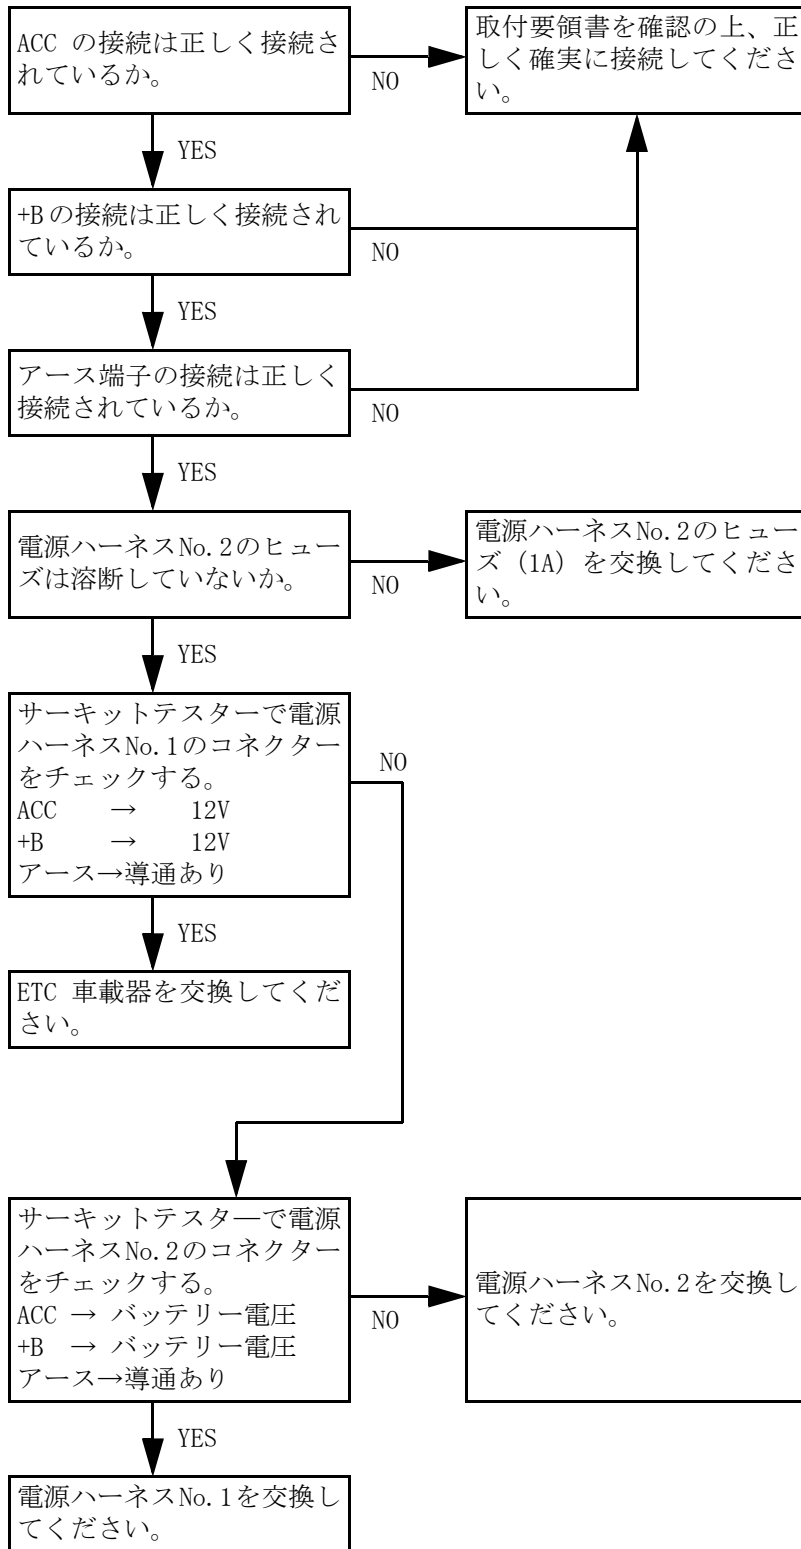 ACC の接続は正しく接続さ
れているか。
NO
取付要領書を確認の上、正
しく確実に接続してくださ
い。
YES
+Bの接続は正しく接続され
ているか。
NO
YES
アース端子の接続は正しく
接続されているか。
NO
YES
電源ハーネスNo.2のヒュー
ズは溶断していないか。
NO
電源ハーネスNo.2のヒュー
ズ（1A）を交換してくださ
い。
YES
サーキットテスターで電源
ハーネスNo.1のコネクター
をチェックする。
ACC → 12V
+B → 12V
アース→導通あり
NO
YES
ETC 車載器を交換してくだ
さい。
サーキットテスタ―で電源
ハーネスNo.2のコネクター
をチェックする。
ACC → バッテリー電圧
+B → バッテリー電圧
アース→導通あり
NO
電源ハーネスNo.2を交換し
てください。
YES
電源ハーネスNo.1を交換し
てください。